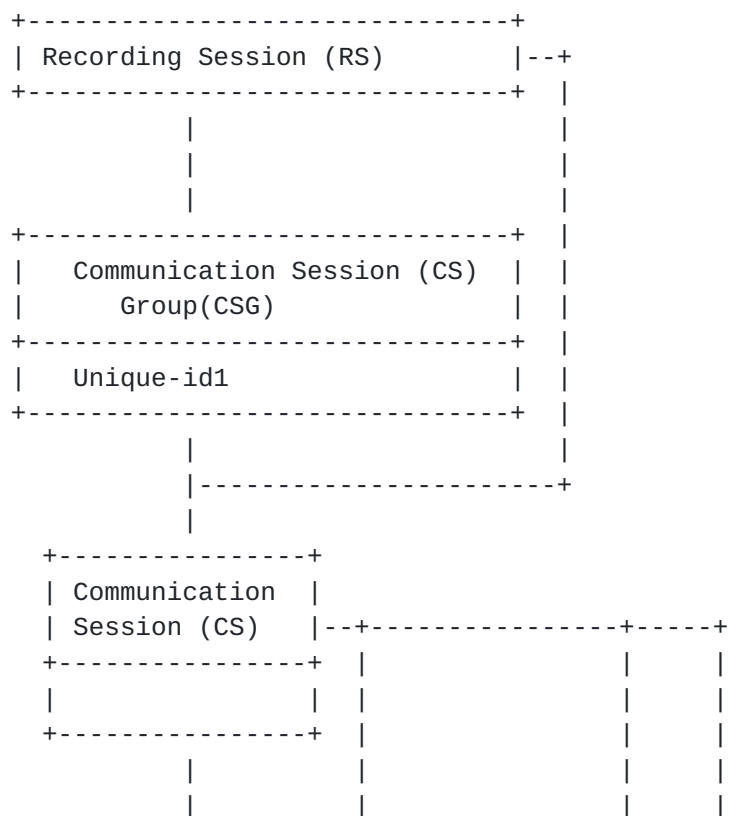 Recording Session (RS)
Communication Session (CS)
Group(CSG)
Unique-id1
Communication
Session (CS)